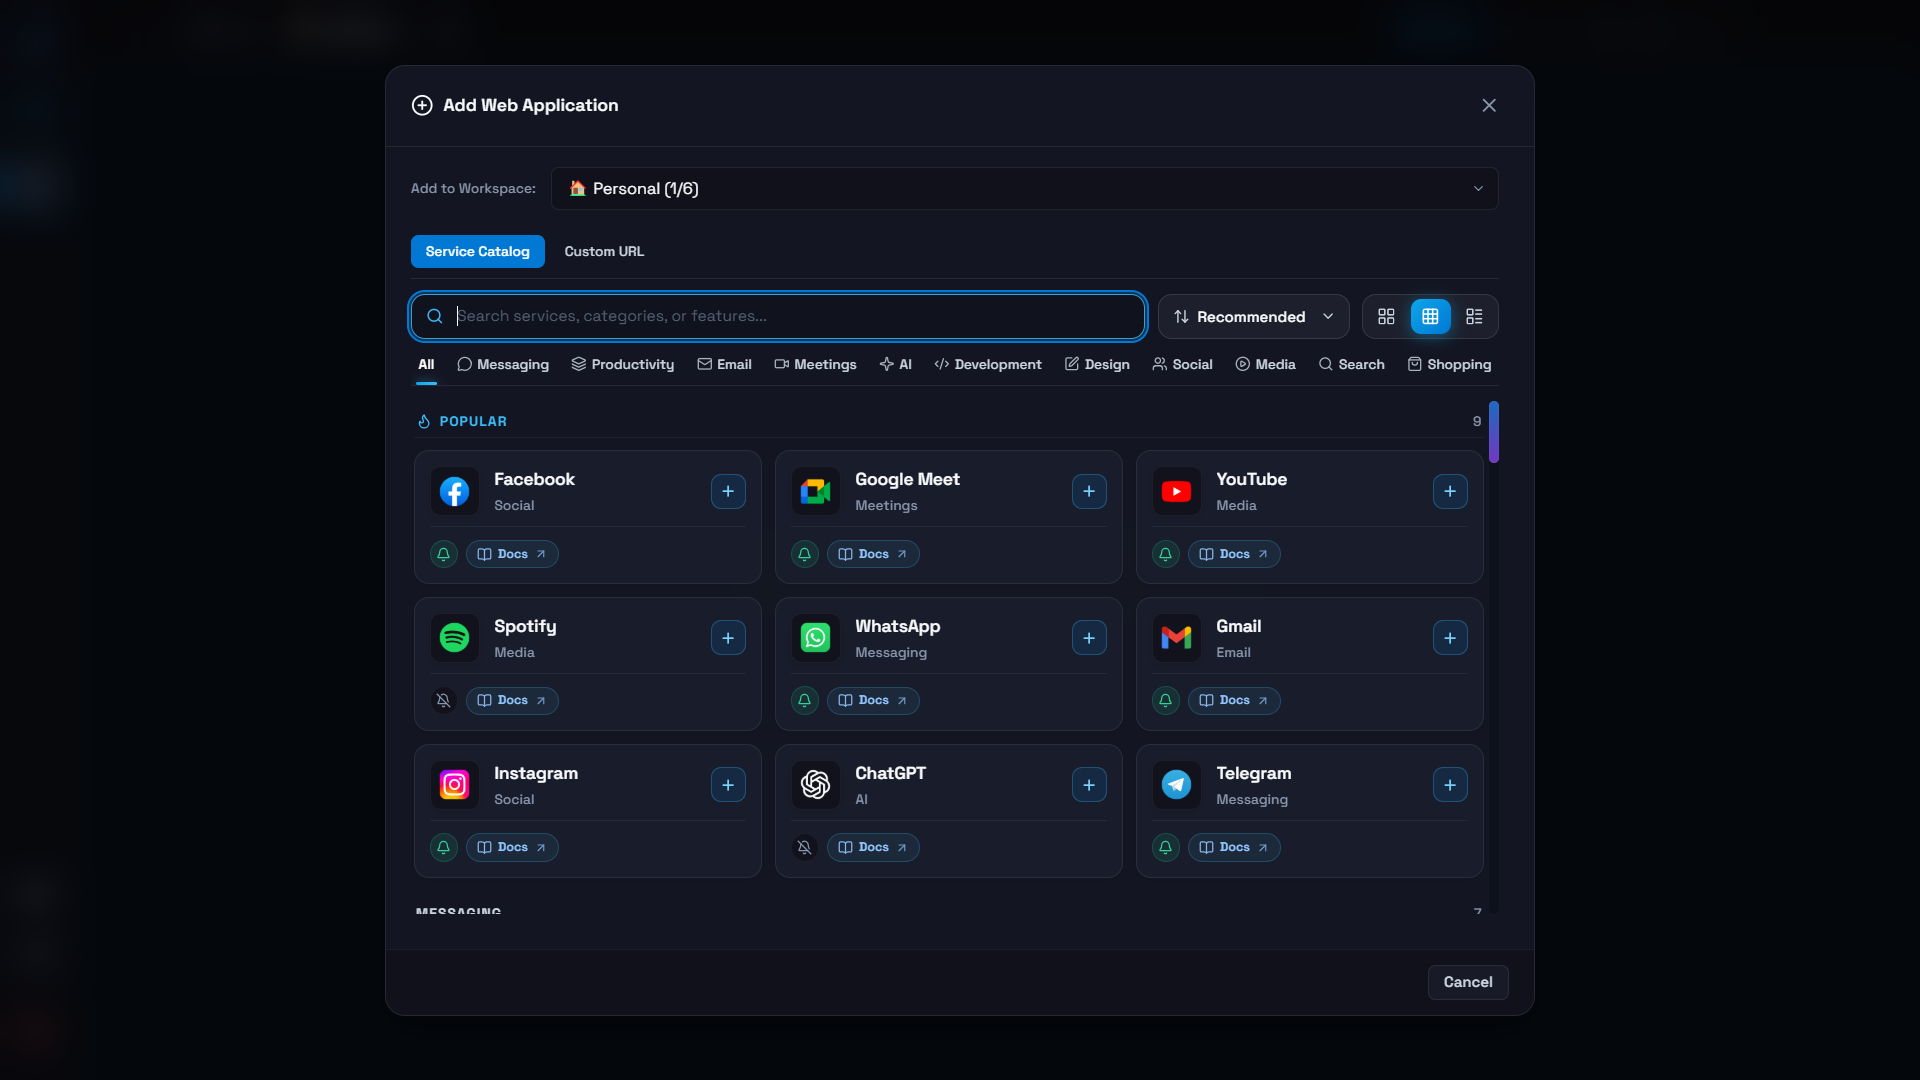 Add Web Application
Add to Workspace: Personal (1/6)
Service Catalog Custom URL
Search services, categories, or features... Recommended
All Messaging Productivity Email Meetings AI Development Design Social Media Search Shopping
POPULAR 9
Facebook
Social
Docs
Google Meet
Meetings
Docs
YouTube
Media
Docs
Spotify
Media
Docs
WhatsApp
Messaging
Docs
Gmail
Email
Docs
Instagram
Social
Docs
ChatGPT
AI
Docs
Telegram
Messaging
Docs
MESSAGING 7
Cancel